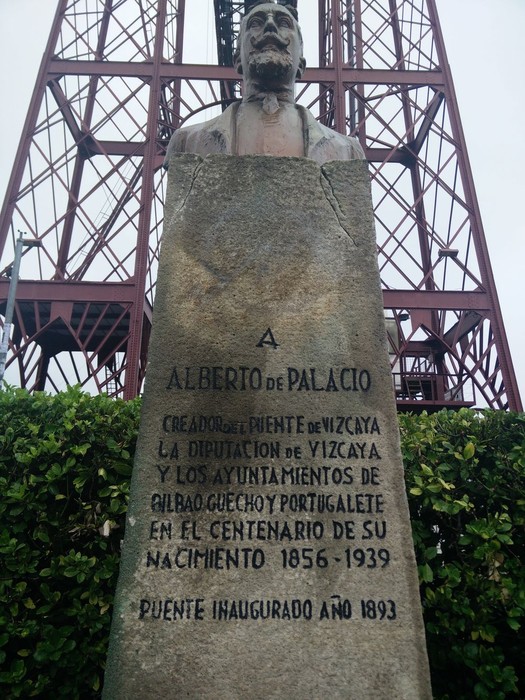 A
ALBERTO DE PALACIO
CREADOR DEL PUENTE DE VIZCAYA
LA DIPUTACION DE VIZCAYA
Y LOS AYUNTAMIENTOS DE
BILBAO GUECHO Y PORTUGALETE
EN EL CENTENARIO DE SU
NACIMIENTO 1856-1939
PUENTE INAUGURADO AÑO 1893